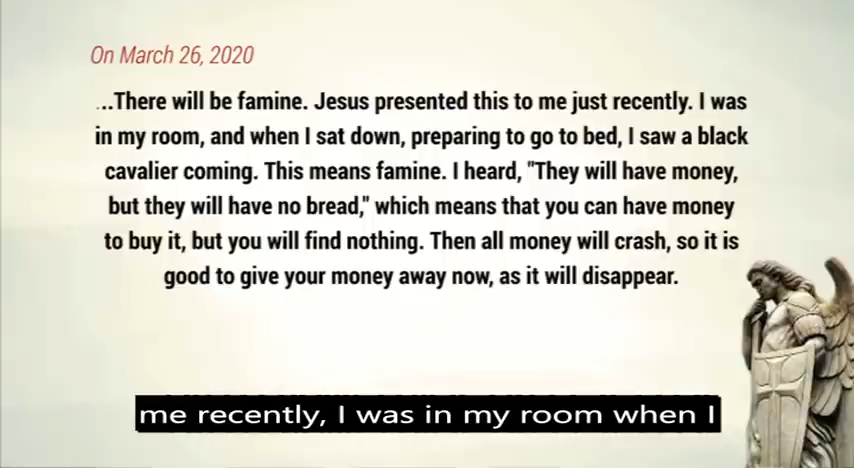 On March 26, 2020
...There will be famine. Jesus presented this to me just recently. I was
in my room, and when I sat down, preparing to go to bed, I saw a black
cavalier coming. This means famine. I heard, "They will have money,
but they will have no bread," which means that you can have money
to buy it, but you will find nothing. Then all money will crash, so it is
good to give your money away now, as it will disappear.
me recently, I was in my room when I